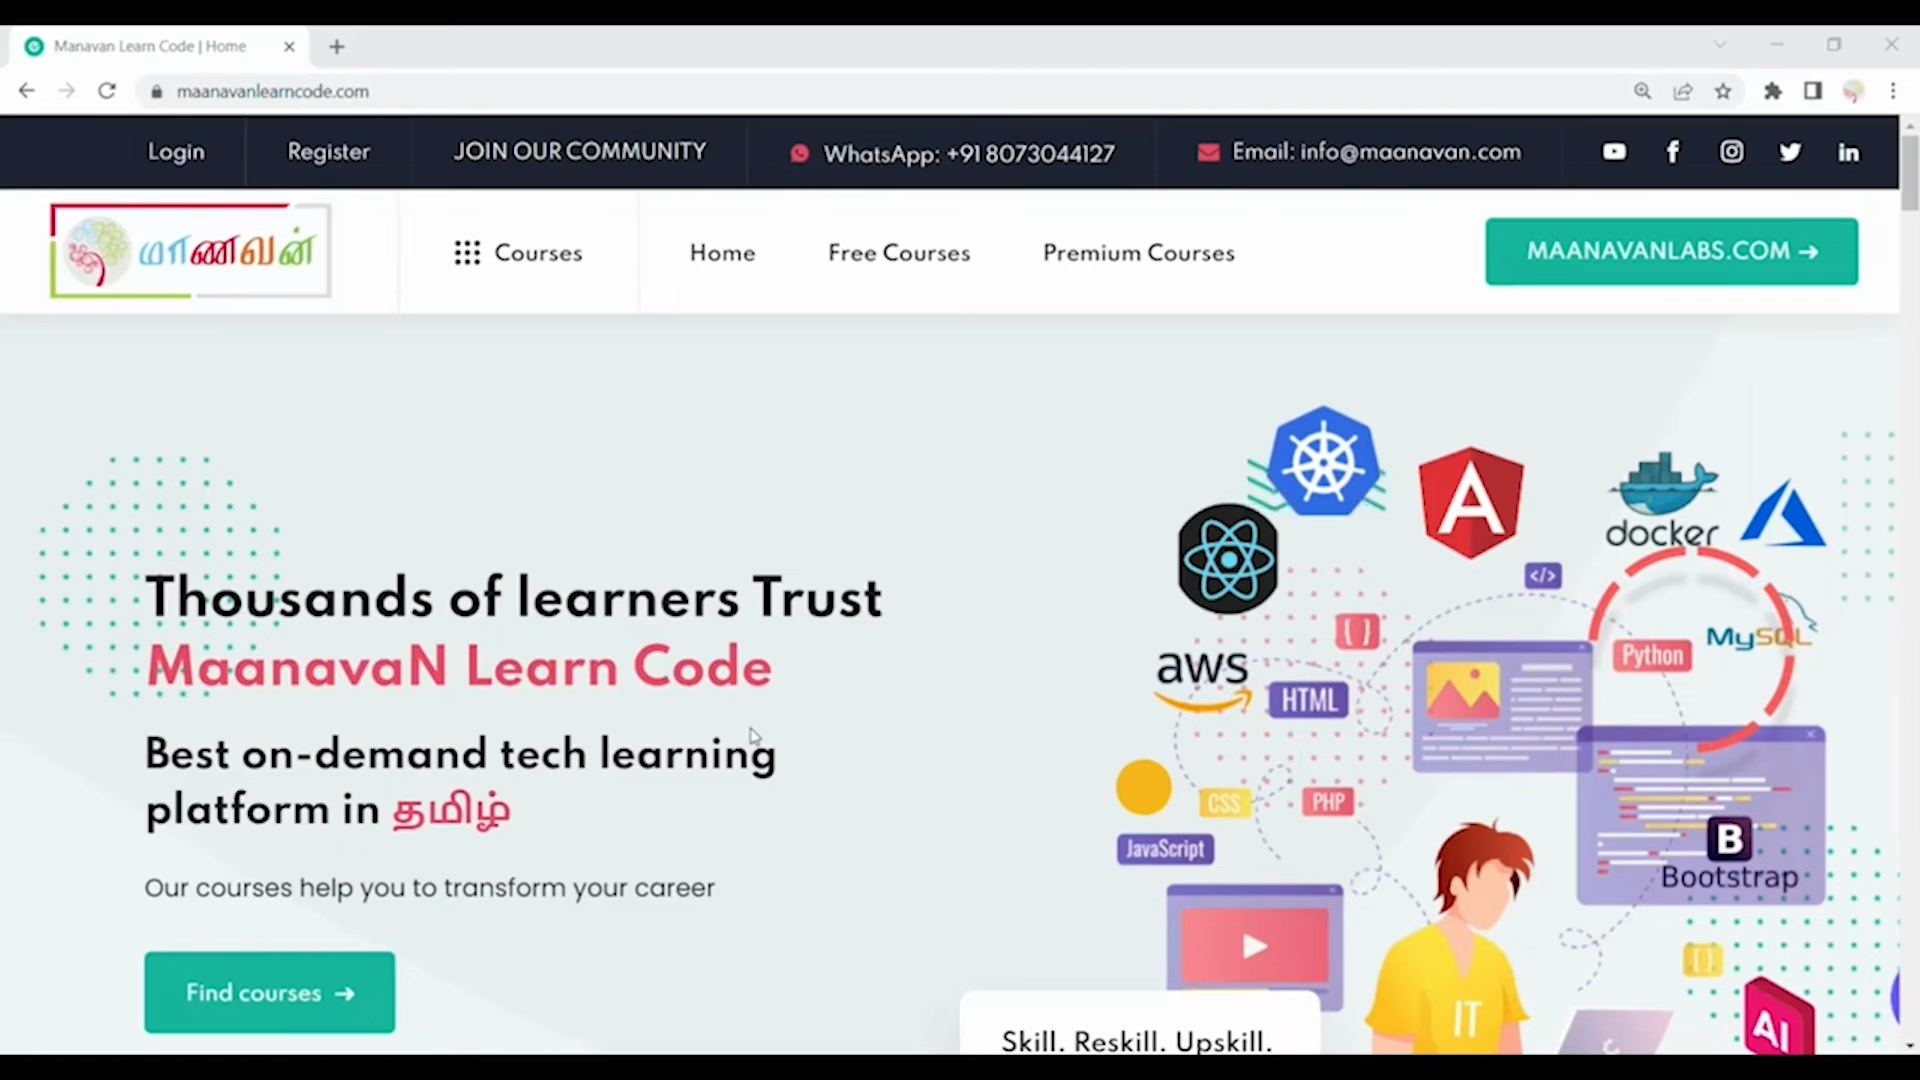 Manavan Learn Code | Home
maanavanlearncode.com
Login Register JOIN OUR COMMUNITY WhatsApp: +91 8073044127 Email: info@maanavan.com
மாணவன் Courses Home Free Courses Premium Courses MAANAVANLABS.COM →
Thousands of learners Trust
MaanavaN Learn Code
Best on-demand tech learning
platform in தமிழ்
Our courses help you to transform your career
Find courses →
docker
</>
{ }
MySQL
Python
aws
HTML
CSS
PHP
JavaScript
B
Bootstrap
IT
{ }
AI
Skill. Reskill. Upskill.